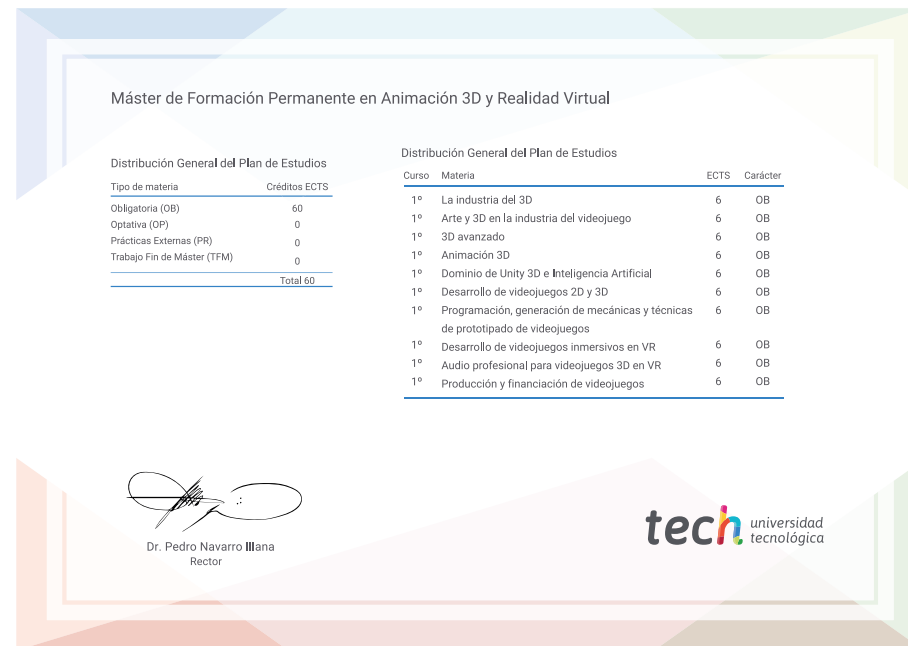 Máster de Formación Permanente en Animación 3D y Realidad Virtual
Distribución General del Plan de Estudios
Tipo de materia Créditos ECTS
Obligatoria (OB) 60
Optativa (OP) 0
Prácticas Externas (PR) 0
Trabajo Fin de Máster (TFM) 0
Total 60
Distribución General del Plan de Estudios
Curso Materia ECTS Carácter
1º La industria del 3D 6 OB
1º Arte y 3D en la industria del videojuego 6 OB
1º 3D avanzado 6 OB
1º Animación 3D 6 OB
1º Dominio de Unity 3D e Inteligencia Artificial 6 OB
1º Desarrollo de videojuegos 2D y 3D 6 OB
1º Programación, generación de mecánicas y técnicas 6 OB
de prototipado de videojuegos
1º Desarrollo de videojuegos inmersivos en VR 6 OB
1º Audio profesional para videojuegos 3D en VR 6 OB
1º Producción y financiación de videojuegos 6 OB
Dr. Pedro Navarro Illana
Rector
tech universidad
tecnológica